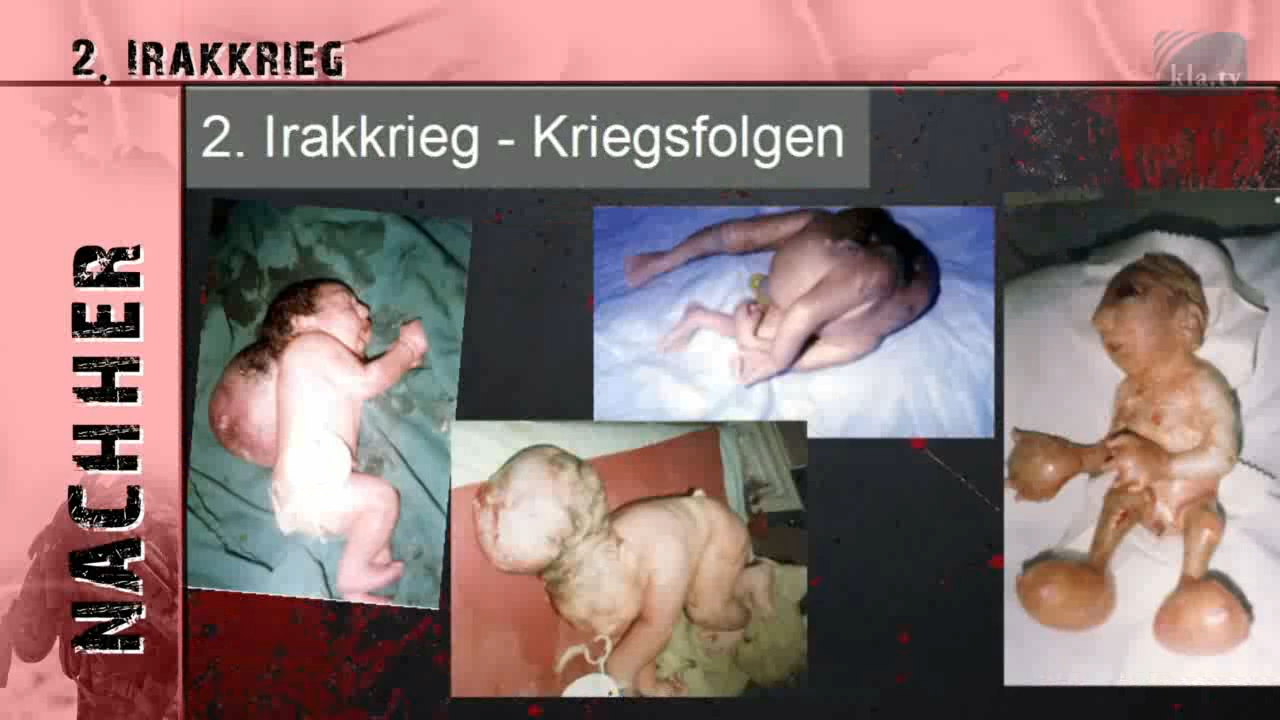 2. IRAKKRIEG
kla.tv
2. Irakkrieg - Kriegsfolgen
NACHHER